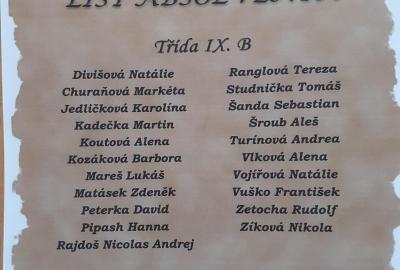 LIST ABSOLVENTŮ
Třída IX. B
Divišová Natálie
Churaňová Markéta
Jedličková Karolína
Kadečka Martin
Koutová Alena
Kozáková Barbora
Mareš Lukáš
Matásek Zdeněk
Peterka David
Pipash Hanna
Rajdoš Nicolas Andrej
Ranglová Tereza
Studnička Tomáš
Šanda Sebastian
Šroub Aleš
Turínová Andrea
Vlková Alena
Vojířová Natálie
Vuško František
Zetocha Rudolf
Zíková Nikola